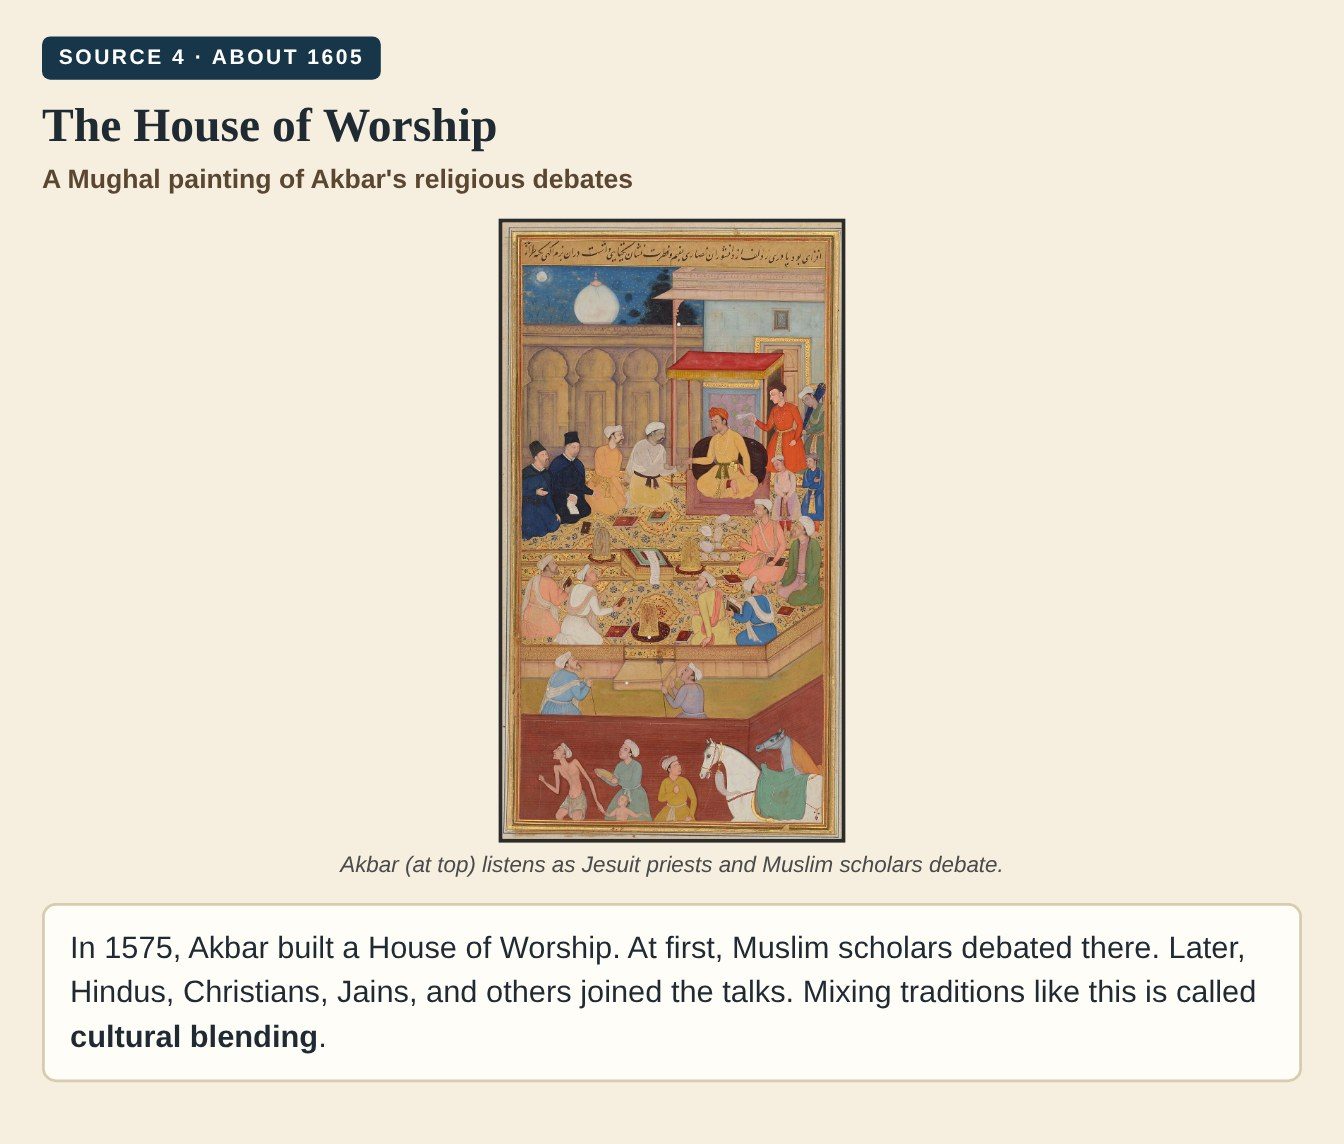 SOURCE 4 · ABOUT 1605
The House of Worship
A Mughal painting of Akbar's religious debates
Akbar (at top) listens as Jesuit priests and Muslim scholars debate.
In 1575, Akbar built a House of Worship. At first, Muslim scholars debated there. Later,
Hindus, Christians, Jains, and others joined the talks. Mixing traditions like this is called
cultural blending.